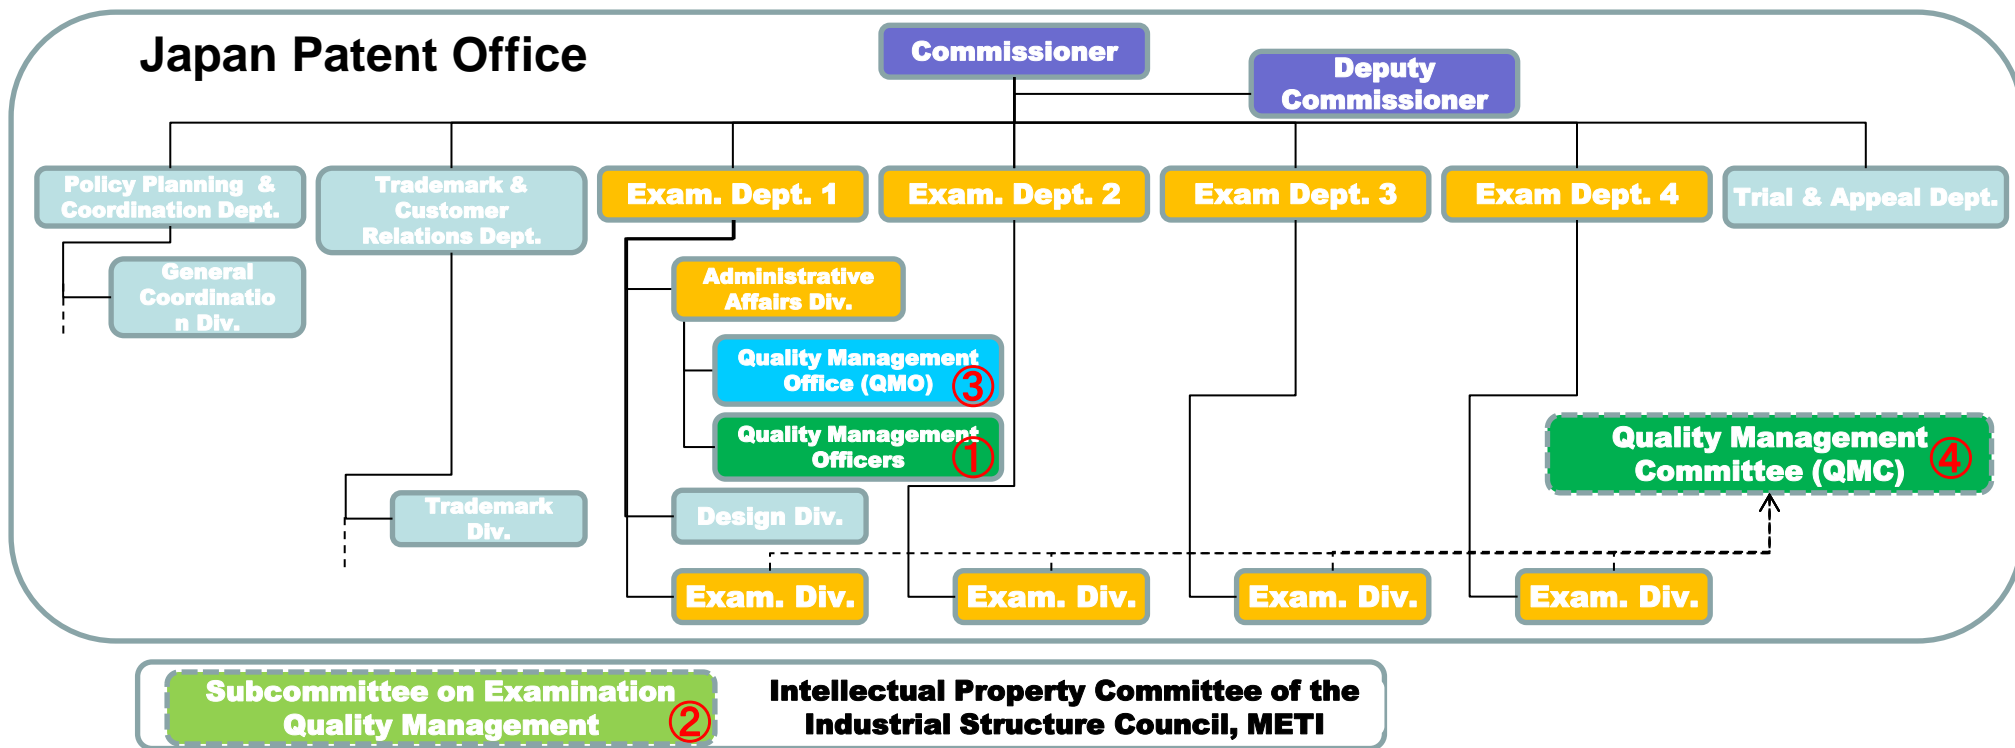 Japan Patent Office
Commissioner
Deputy
Commissioner
Policy Planning &
Coordination Dept.
Trademark &
Customer
Relations Dept.
Exam. Dept. 1
Exam. Dept. 2
Exam Dept. 3
Exam Dept. 4
Trial & Appeal Dept.
General
Coordinatio
n Div.
Administrative
Affairs Div.
Quality Management
Office (QMO)
③
Quality Management
Officers
①
Quality Management
Committee (QMC)
④
Trademark
Div.
Design Div.
Exam. Div.
Exam. Div.
Exam. Div.
Exam. Div.
Subcommittee on Examination
Quality Management
②
Intellectual Property Committee of the
Industrial Structure Council, METI